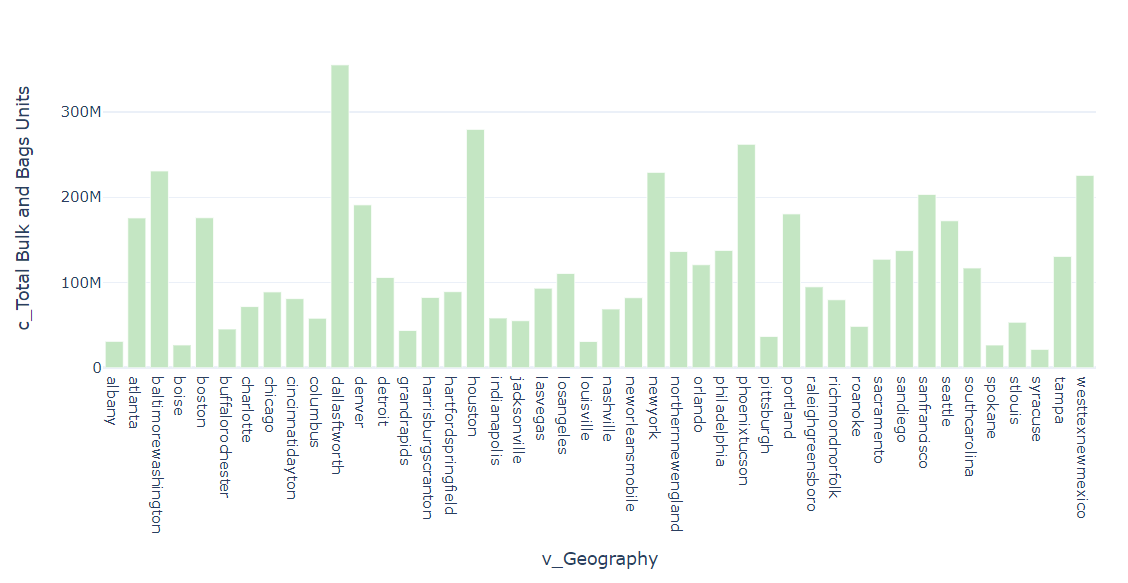 c_Total Bulk and Bags Units
300M
200M
100M
0
albany
atlanta
baltimorewashington
boise
boston
buffalorochester
charlotte
chicago
cincinnatidayton
columbus
dallasftworth
denver
detroit
grandrapids
harrisburgscranton
hartfordspringfield
houston
indianapolis
jacksonville
lasvegas
losangeles
louisville
nashville
neworleansmobile
newyork
northernnewengland
orlando
philadelphia
phoenixtucson
pittsburgh
portland
raleighgreensboro
richmondnorfolk
roanoke
sacramento
sandiego
sanfrancisco
seattle
southcarolina
spokane
stlouis
syracuse
tampa
westtexnewmexico
v_Geography